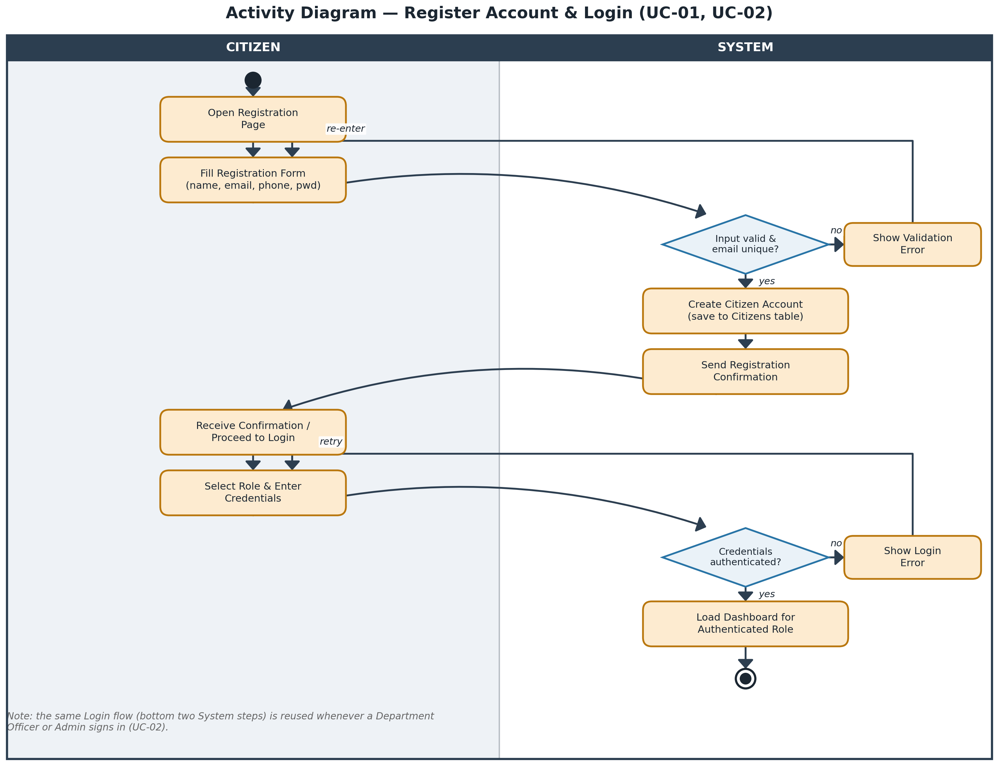 Activity Diagram — Register Account & Login (UC-01, UC-02)
CITIZEN
SYSTEM
Open Registration
Page
re-enter
Fill Registration Form
(name, email, phone, pwd)
Input valid &
email unique?
no
Show Validation
Error
yes
Create Citizen Account
(save to Citizens table)
Send Registration
Confirmation
Receive Confirmation /
Proceed to Login
retry
Select Role & Enter
Credentials
Credentials
authenticated?
no
Show Login
Error
yes
Load Dashboard for
Authenticated Role
Note: the same Login flow (bottom two System steps) is reused whenever a Department
Officer or Admin signs in (UC-02).